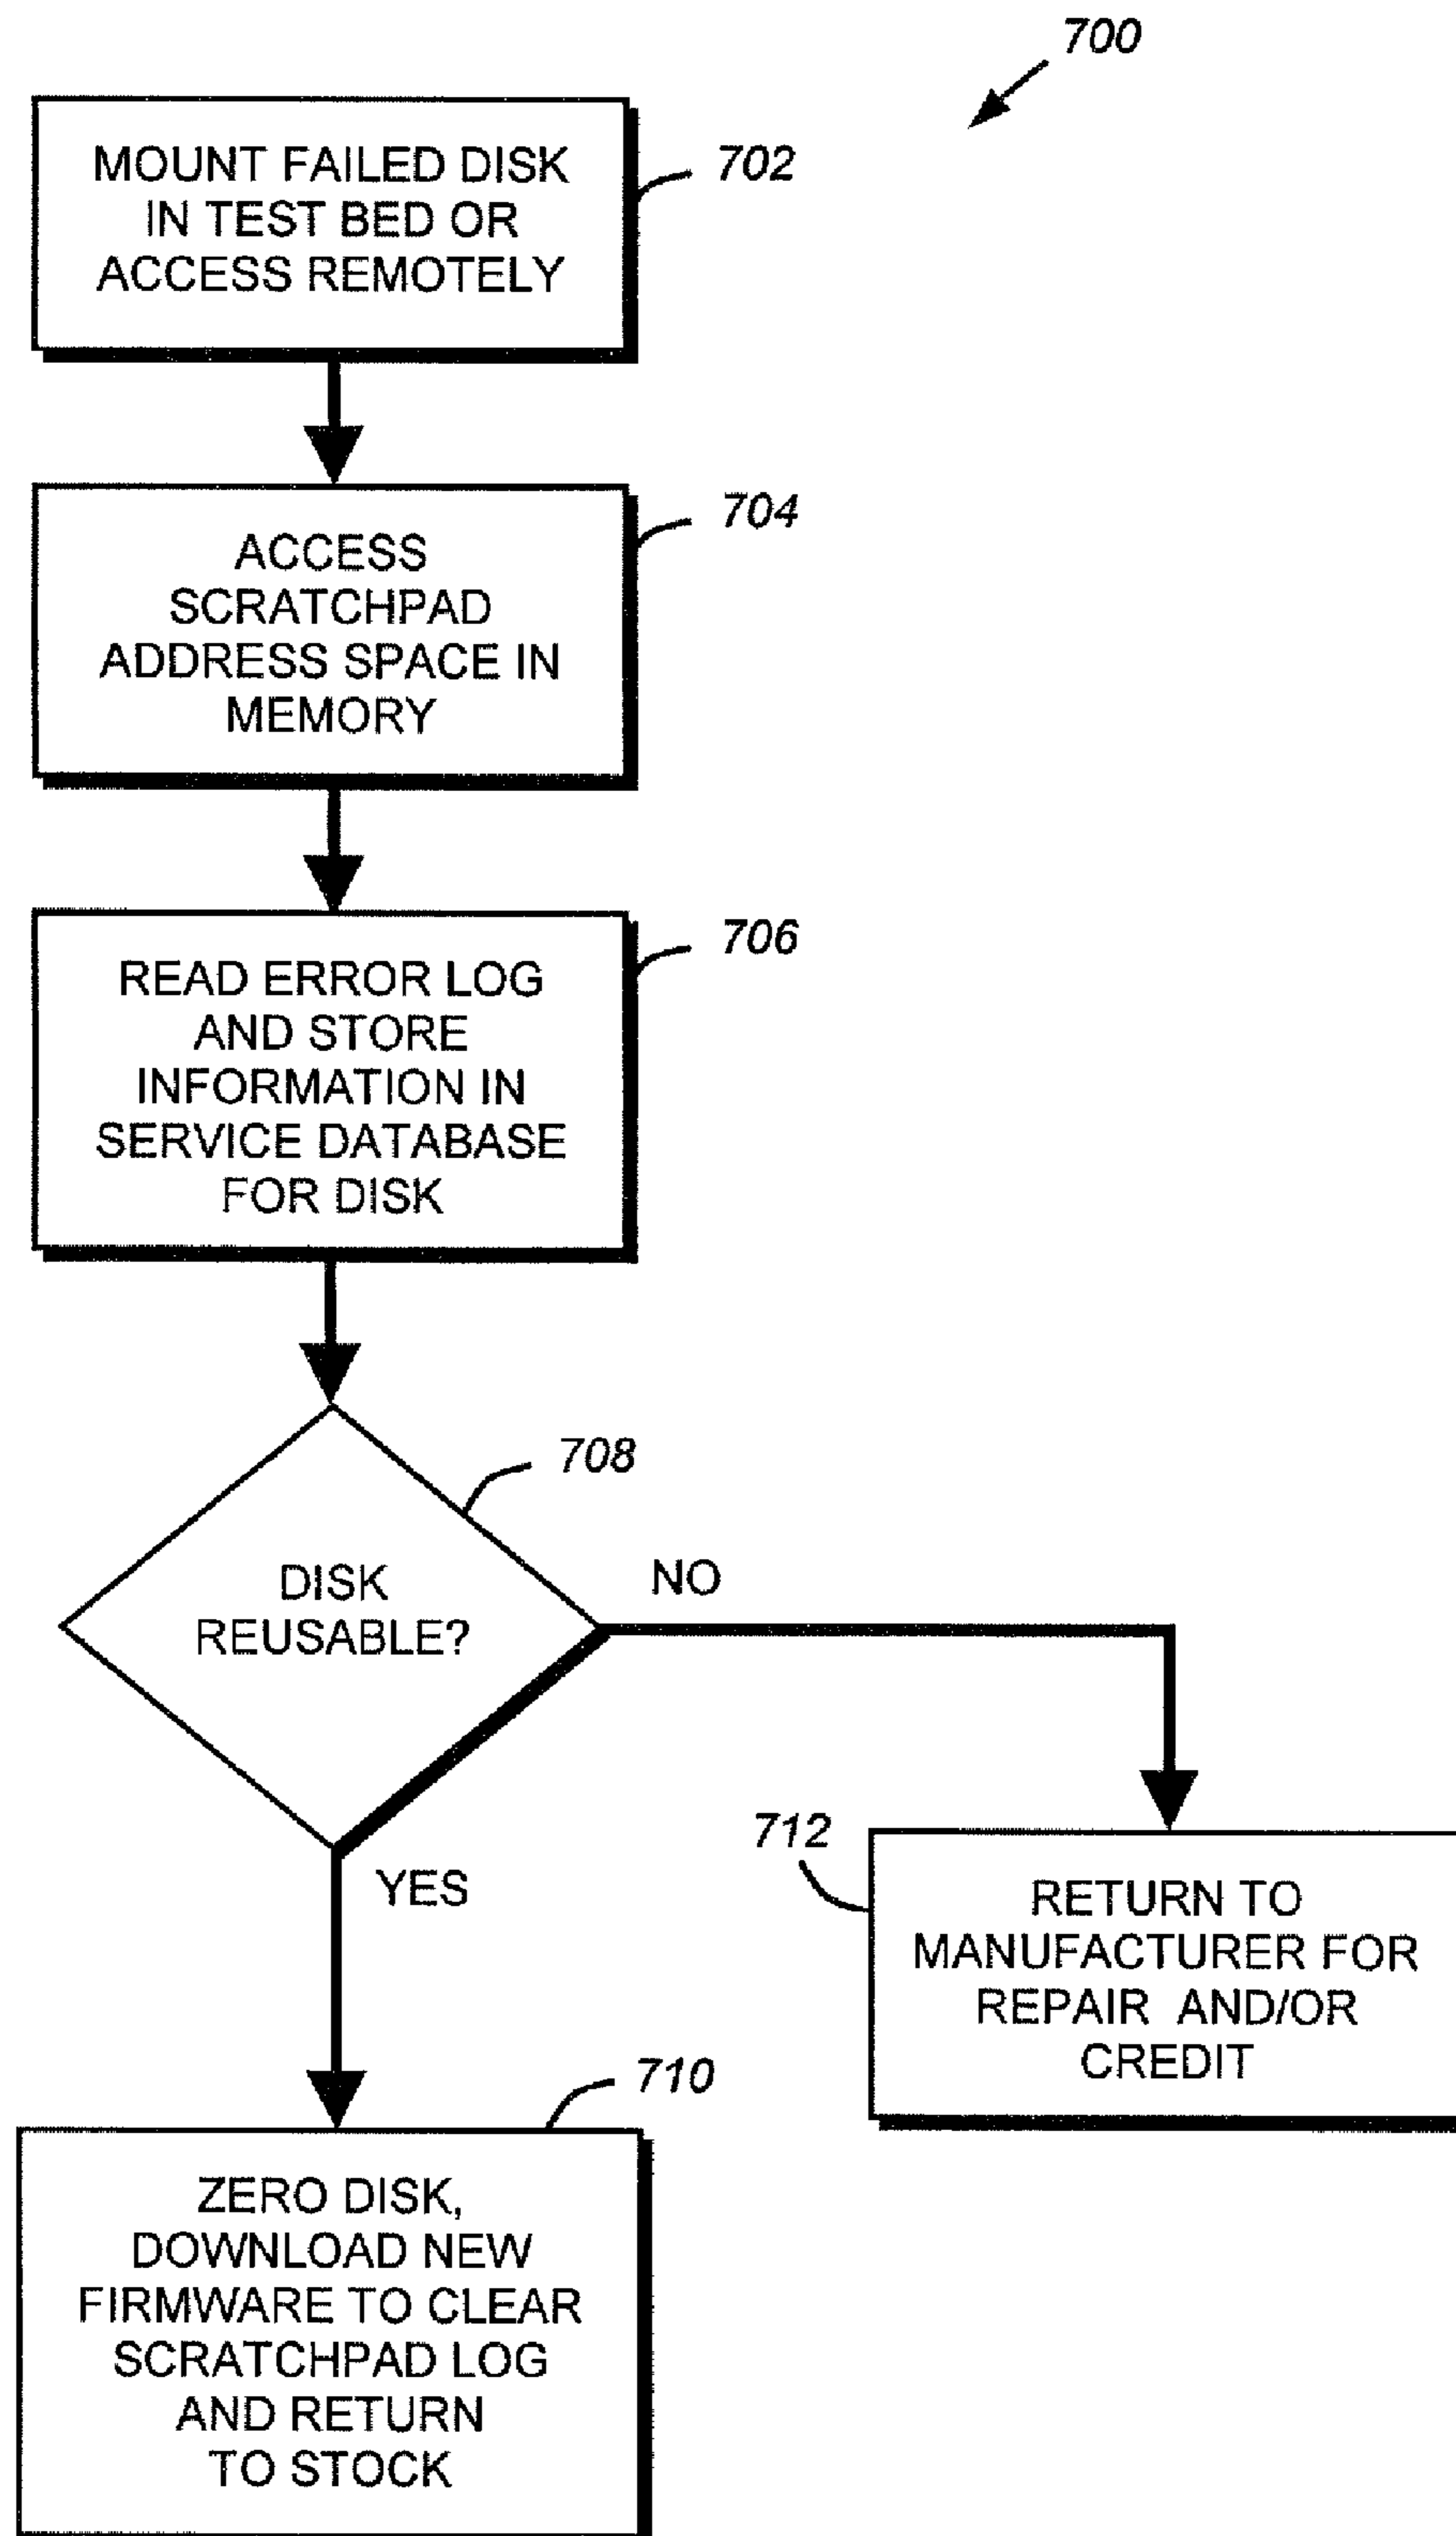 700
MOUNT FAILED DISK
IN TEST BED OR
ACCESS REMOTELY
702
ACCESS
SCRATCHPAD
ADDRESS SPACE IN
MEMORY
704
READ ERROR LOG
AND STORE
INFORMATION IN
SERVICE DATABASE
FOR DISK
706
DISK
REUSABLE?
708
NO
YES
712
RETURN TO
MANUFACTURER FOR
REPAIR AND/OR
CREDIT
710
ZERO DISK,
DOWNLOAD NEW
FIRMWARE TO CLEAR
SCRATCHPAD LOG
AND RETURN
TO STOCK